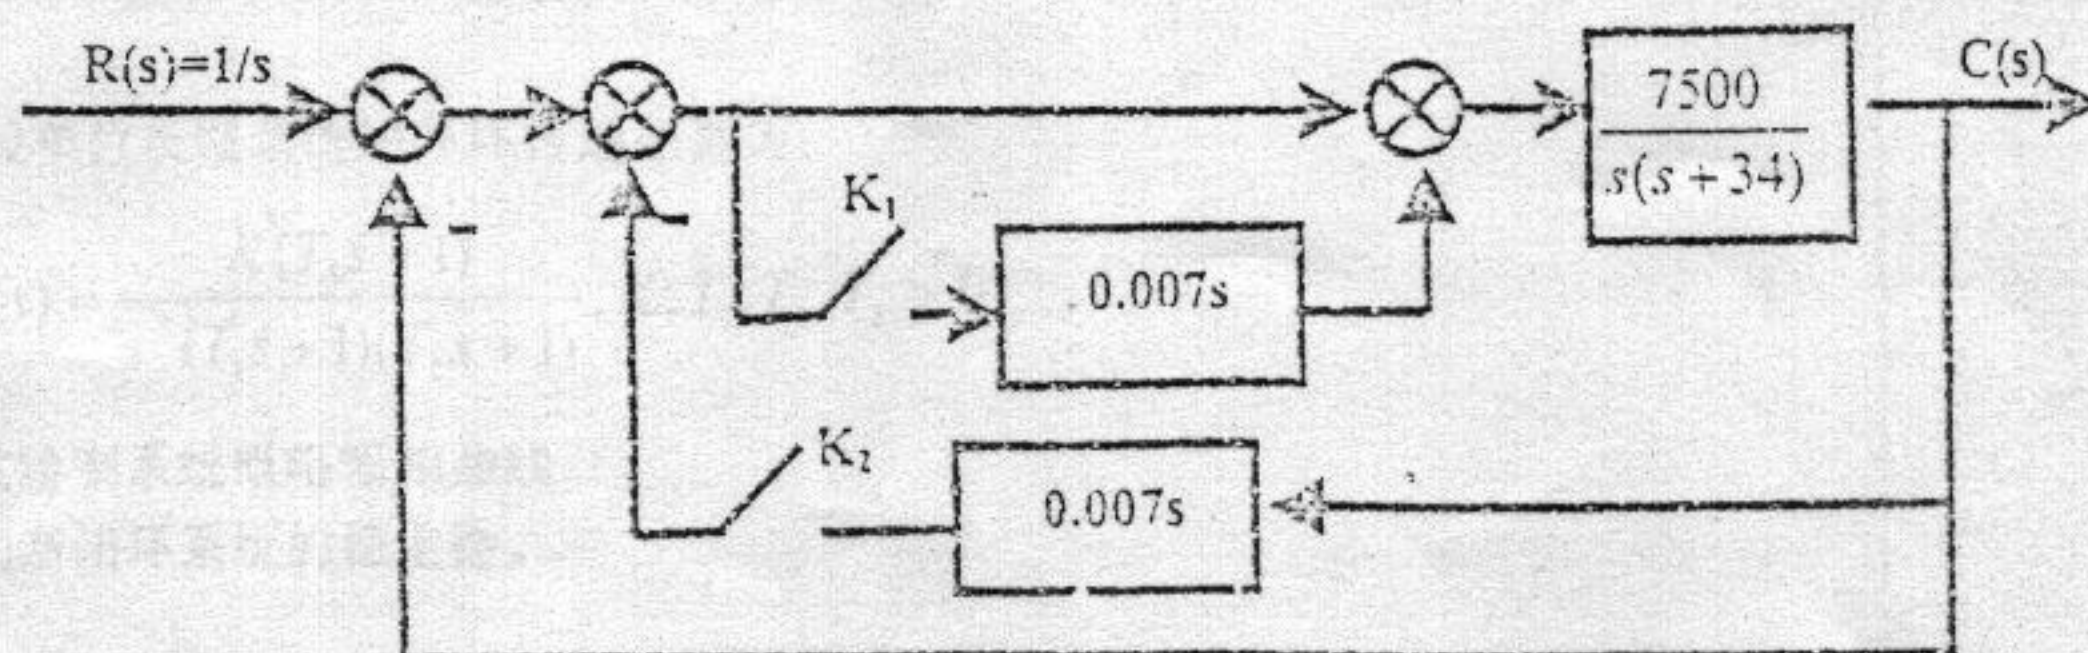 R(s)=1/s
C(s)
7500
s(s + 34)
-
-
K₁
0.007s
K₂
0.007s